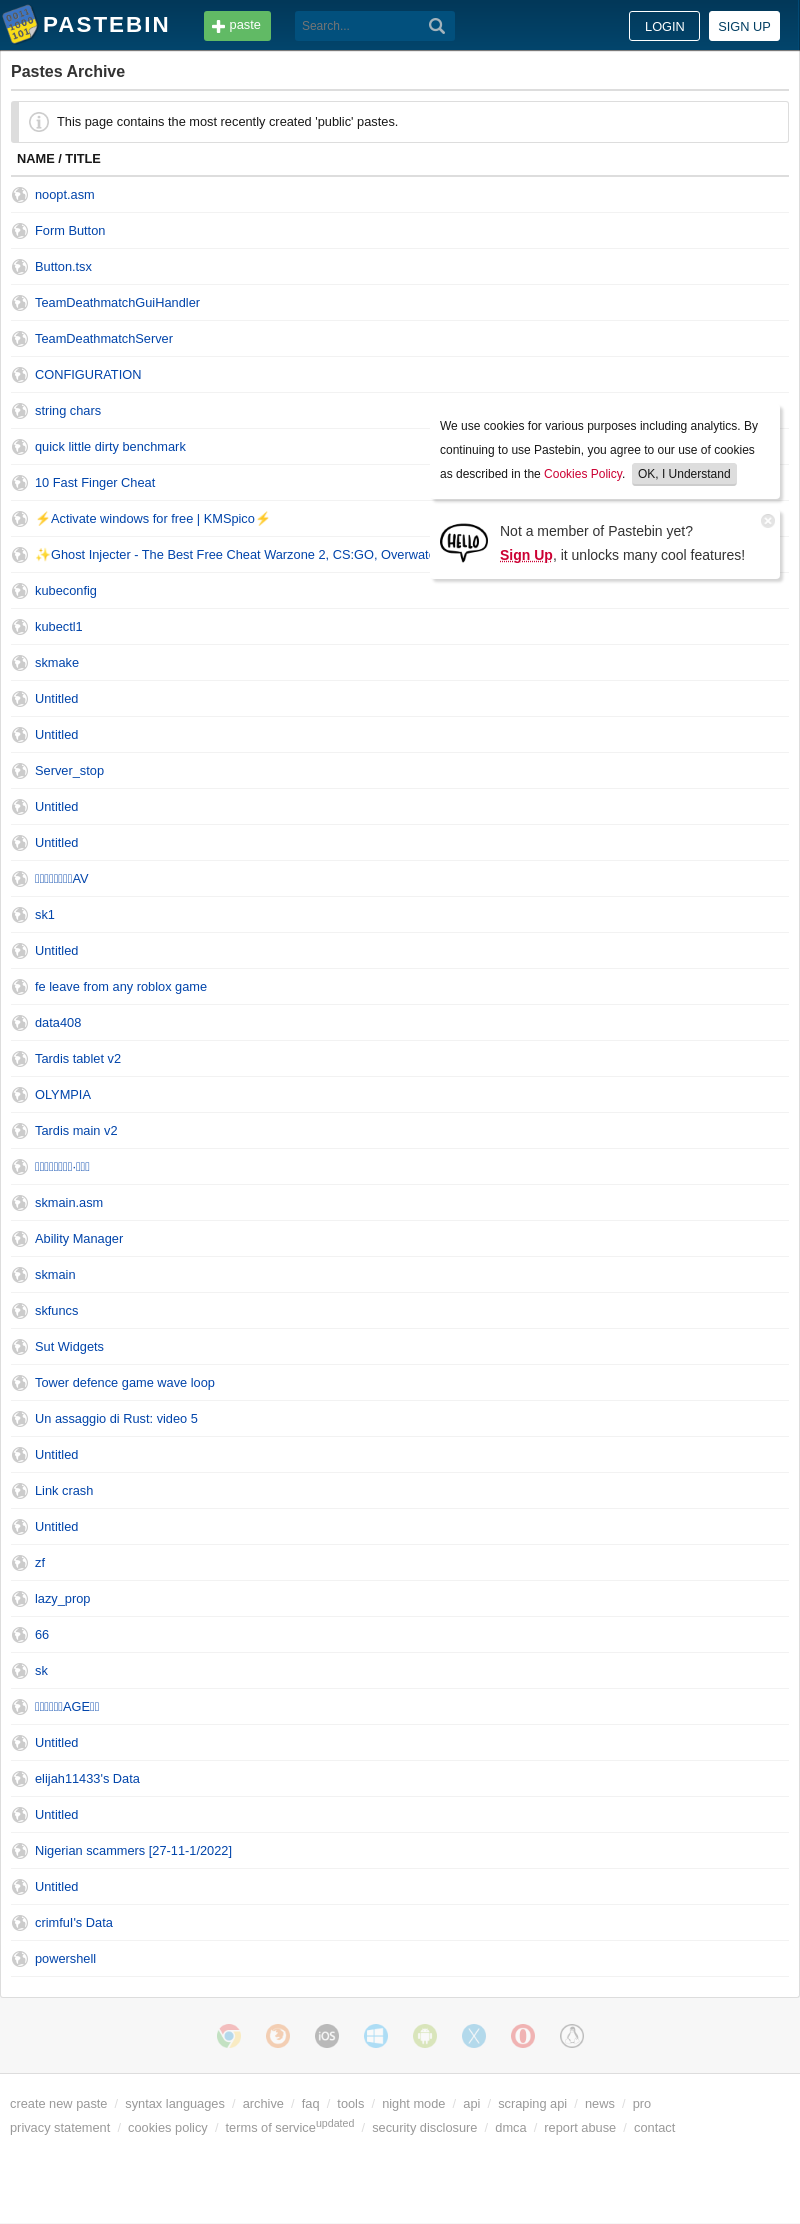 PASTEBIN
paste
Search...
LOGIN
SIGN UP
Pastes Archive
This page contains the most recently created 'public' pastes.
NAME / TITLE
noopt.asm
Form Button
Button.tsx
TeamDeathmatchGuiHandler
TeamDeathmatchServer
CONFIGURATION
string chars
quick little dirty benchmark
10 Fast Finger Cheat
⚡Activate windows for free | KMSpico⚡
✨Ghost Injecter - The Best Free Cheat Warzone 2, CS:GO, Overwat
We use cookies for various purposes including analytics. By
continuing to use Pastebin, you agree to our use of cookies
as described in the Cookies Policy. OK, I Understand
HELLO
Not a member of Pastebin yet?
Sign Up, it unlocks many cool features!
kubeconfig
kubectl1
skmake
Untitled
Untitled
Server_stop
Untitled
Untitled
AV
sk1
Untitled
fe leave from any roblox game
data408
Tardis tablet v2
OLYMPIA
Tardis main v2
skmain.asm
Ability Manager
skmain
skfuncs
Sut Widgets
Tower defence game wave loop
Un assaggio di Rust: video 5
Untitled
Link crash
Untitled
zf
lazy_prop
66
sk
AGE
Untitled
elijah11433's Data
Untitled
Nigerian scammers [27-11-1/2022]
Untitled
crimful's Data
powershell
iOS
create new paste / syntax languages / archive / faq / tools / night mode / api / scraping api / news / pro
privacy statement / cookies policy / terms of service updated / security disclosure / dmca / report abuse / contact